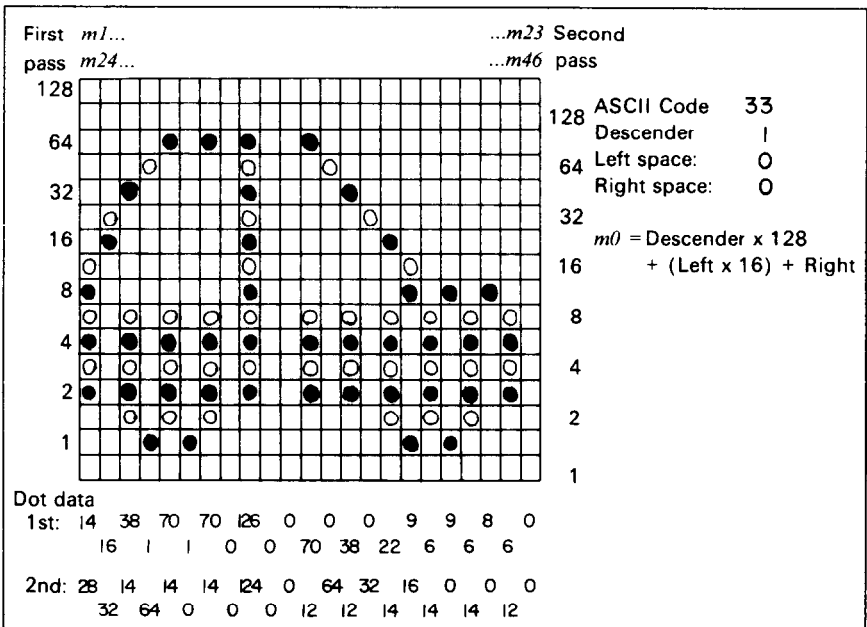 First m1... ...m23 Second
pass m24... ...m46 pass
128
128 ASCII Code 33
64 Descender 1
64 Left space: 0
32 Right space: 0
32
16 m0 = Descender x 128
16 + (Left x 16) + Right
8
8
4
4
2
2
1
1
Dot data
1st: 14 38 70 70 126 0 0 0 9 9 8 0
16 1 1 0 0 70 38 22 6 6 6
2nd: 28 14 14 14 124 0 64 32 16 0 0 0
32 64 0 0 0 12 12 14 14 14 12